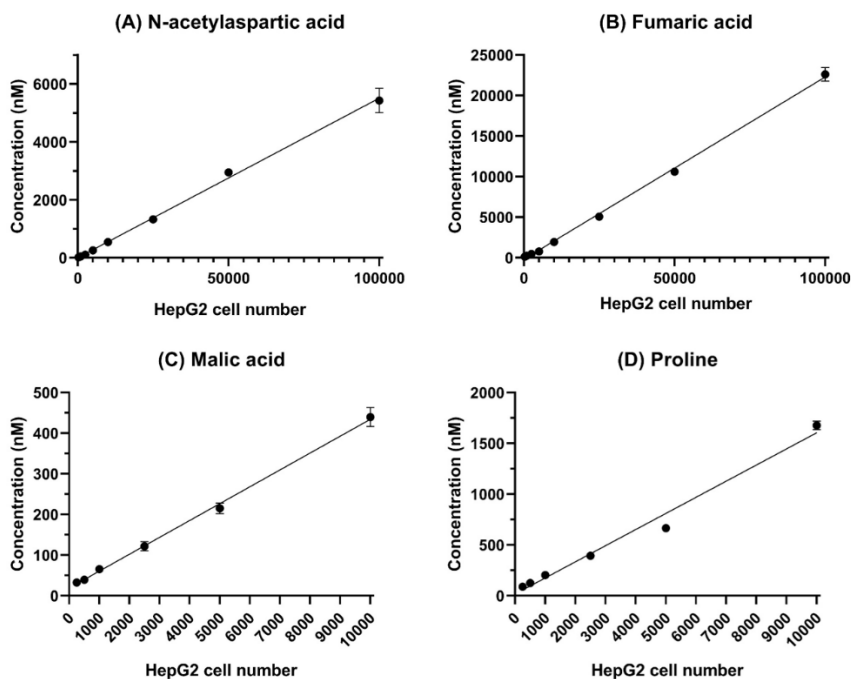 (A) N-acetylaspartic acid
Concentration (nM)
6000
4000
2000
0
0 50000 100000
HepG2 cell number
(B) Fumaric acid
Concentration (nM)
25000
20000
15000
10000
5000
0
0 50000 100000
HepG2 cell number
(C) Malic acid
Concentration (nM)
500
400
300
200
100
0
0 1000 2000 3000 4000 5000 6000 7000 8000 9000 10000
HepG2 cell number
(D) Proline
Concentration (nM)
2000
1500
1000
500
0
0 1000 2000 3000 4000 5000 6000 7000 8000 9000 10000
HepG2 cell number